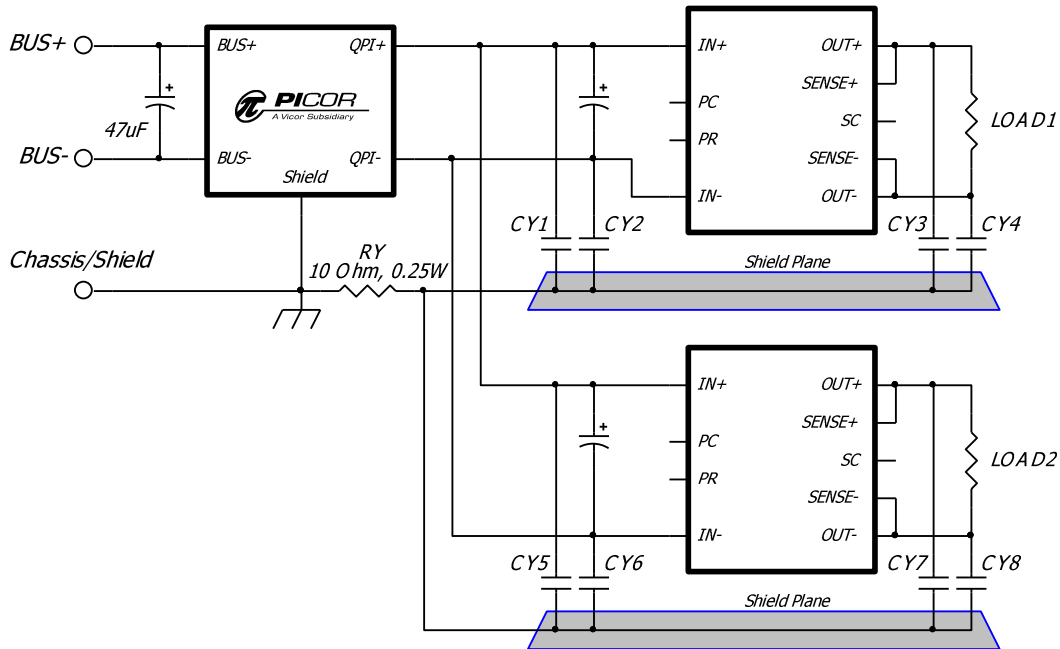 BUS+
BUS+
QPI+
π PICOR
A Vicor Subsidiary
+
47uF
BUS-
BUS-
QPI-
Shield
+
IN+
OUT+
SENSE+
PC
SC
LOAD1
PR
SENSE-
IN-
OUT-
CY1
CY2
CY3
CY4
Chassis/Shield
RY
10 Ohm, 0.25W
Shield Plane
IN+
OUT+
+
SENSE+
PC
SC
LOAD2
PR
SENSE-
IN-
OUT-
CY5
CY6
CY7
CY8
Shield Plane